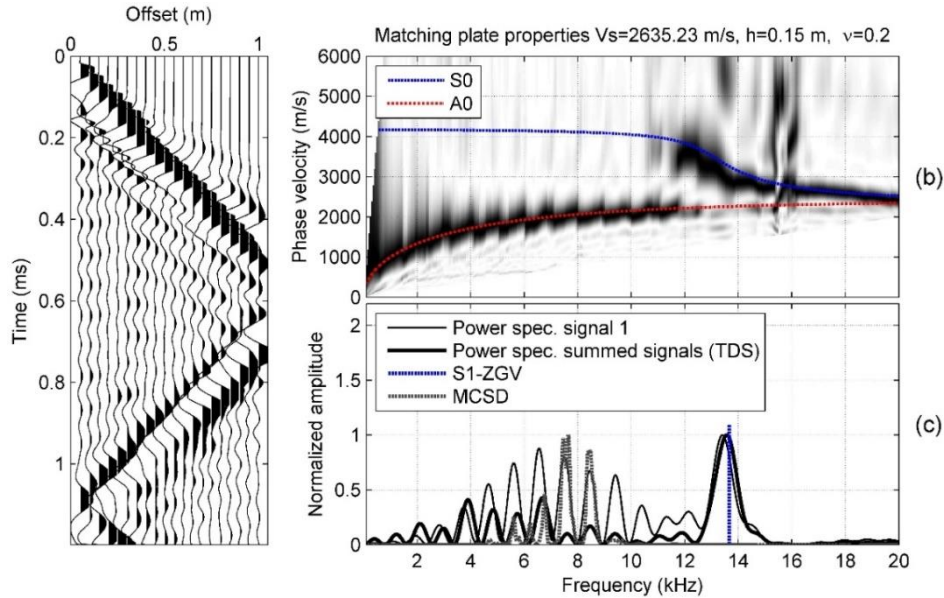 Offset (m)
0 0.5 1
0
0.2
0.4
0.6
0.8
1
Time (ms)
Matching plate properties Vs=2635.23 m/s, h=0.15 m, ν=0.2
6000
5000
4000
3000
2000
1000
0
Phase velocity (m/s)
S0
A0
(b)
2
1.5
1
0.5
0
Normalized amplitude
Power spec. signal 1
Power spec. summed signals (TDS)
S1-ZGV
MCSD
(c)
2 4 6 8 10 12 14 16 18 20
Frequency (kHz)